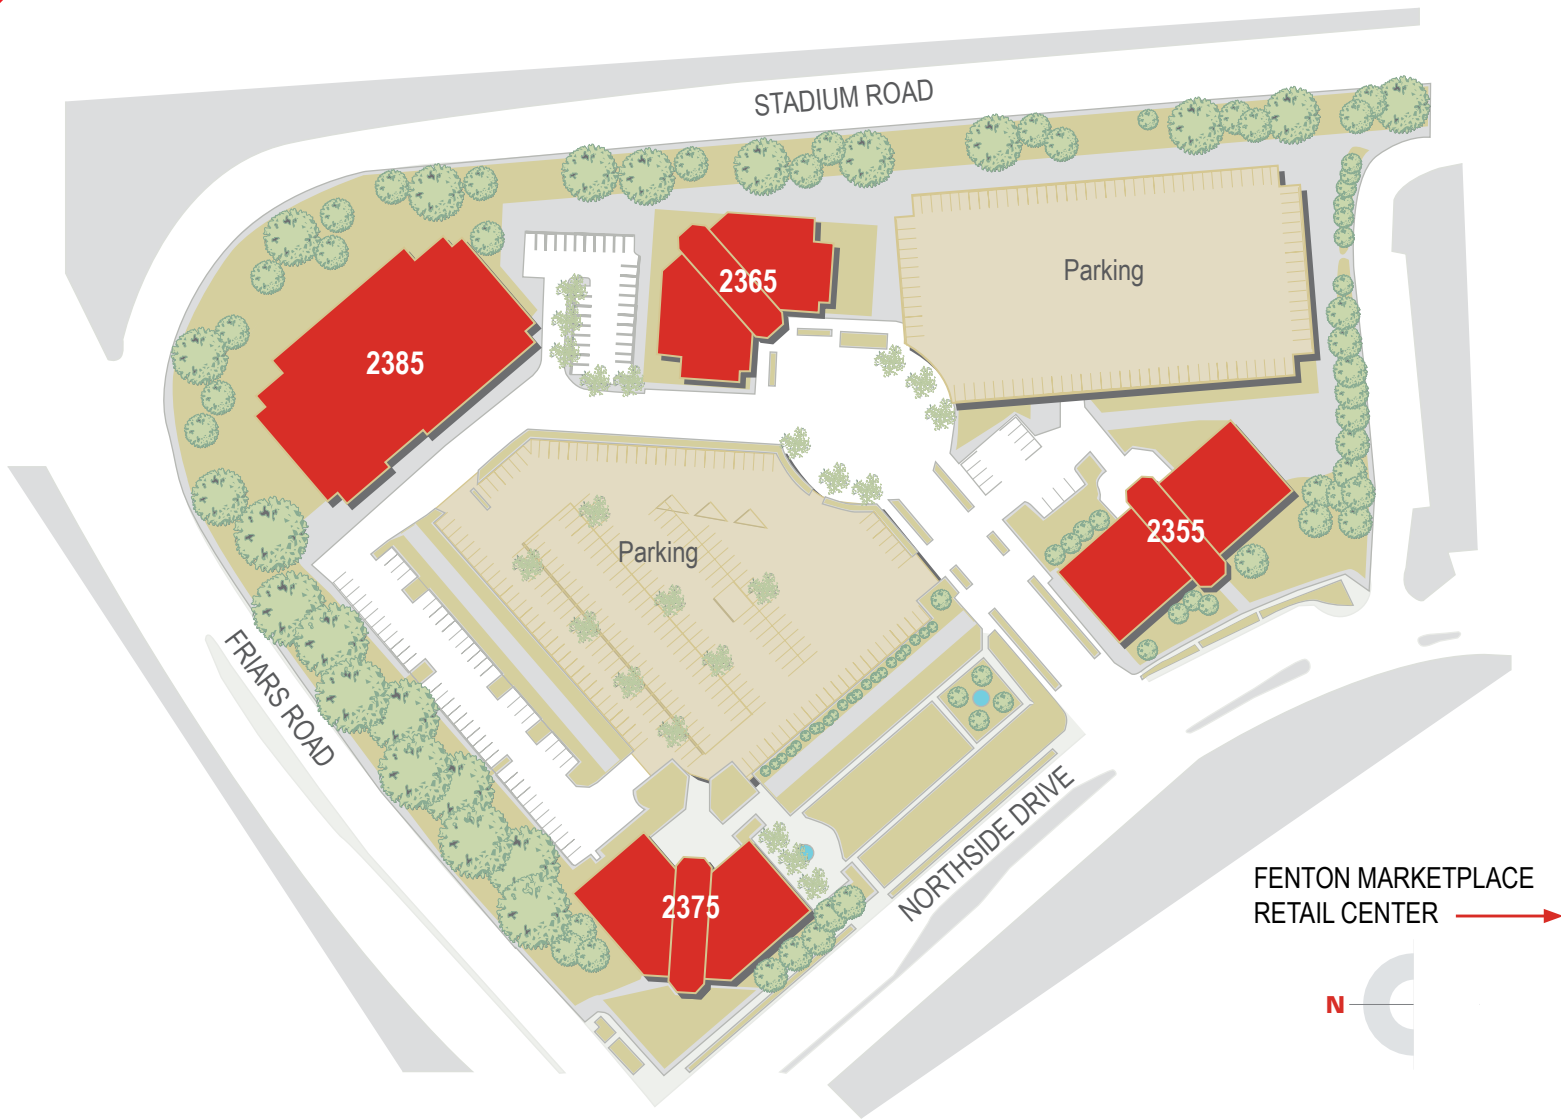 STADIUM ROAD
2365
Parking
2385
2355
Parking
FRIARS ROAD
NORTHSIDE DRIVE
2375
FENTON MARKETPLACE
RETAIL CENTER
N